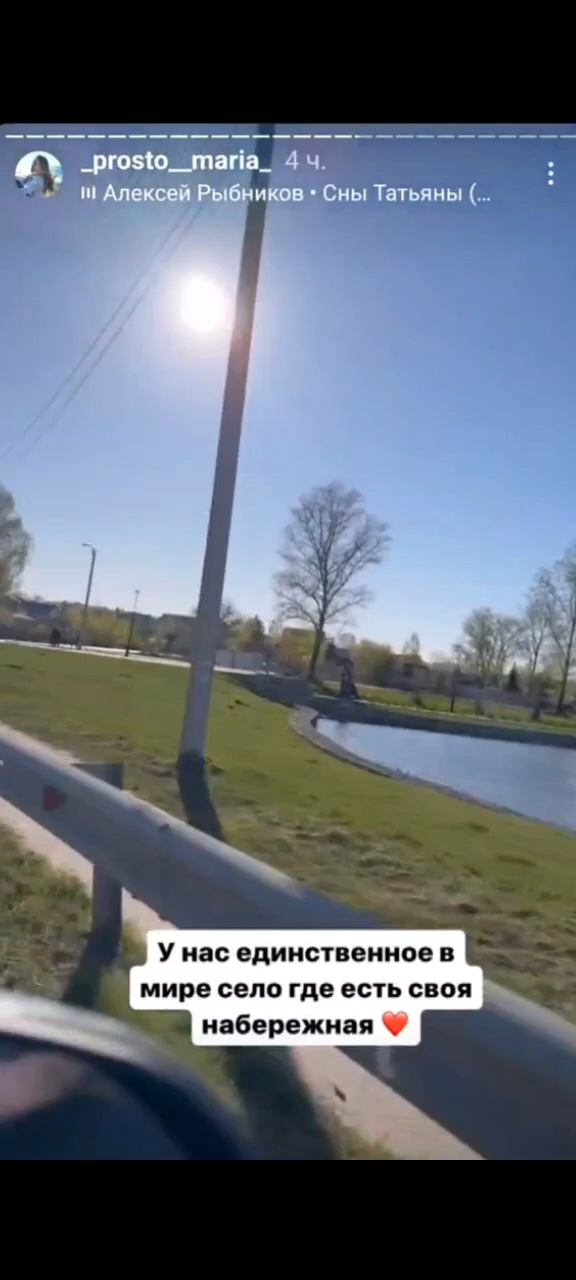 _prosto__maria_ 4 ч.
Алексей Рыбников • Сны Татьяны (...
У нас единственное в
мире село где есть своя
набережная ❤️